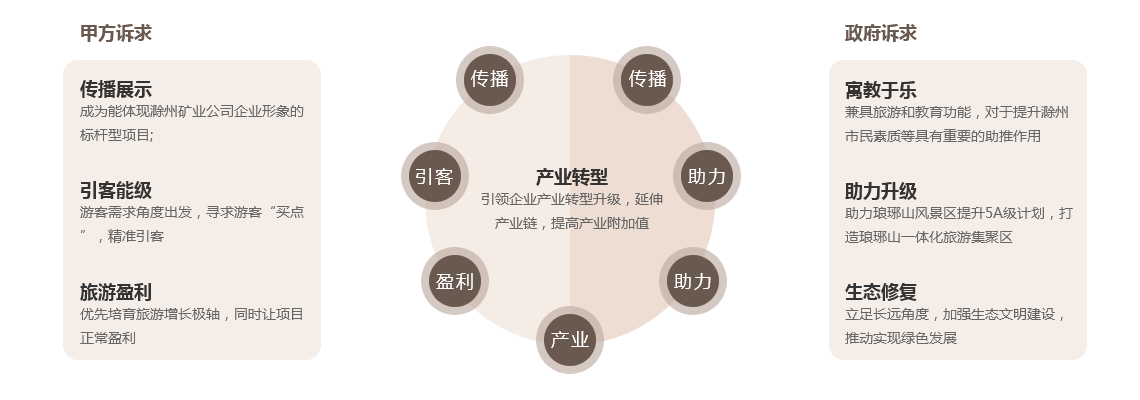 甲方诉求
传播展示
成为能体现滁州矿业公司企业形象的
标杆型项目;
引客能级
游客需求角度出发，寻求游客“买点
”，精准引客
旅游盈利
优先培育旅游增长极轴，同时让项目
正常盈利
传播
传播
引客
助力
产业转型
引领企业产业转型升级，延伸
产业链，提高产业附加值
盈利
助力
产业
政府诉求
寓教于乐
兼具旅游和教育功能，对于提升滁州
市民素质等具有重要的助推作用
助力升级
助力琅琊山风景区提升5A级计划，打
造琅琊山一体化旅游集聚区
生态修复
立足长远角度，加强生态文明建设，
推动实现绿色发展